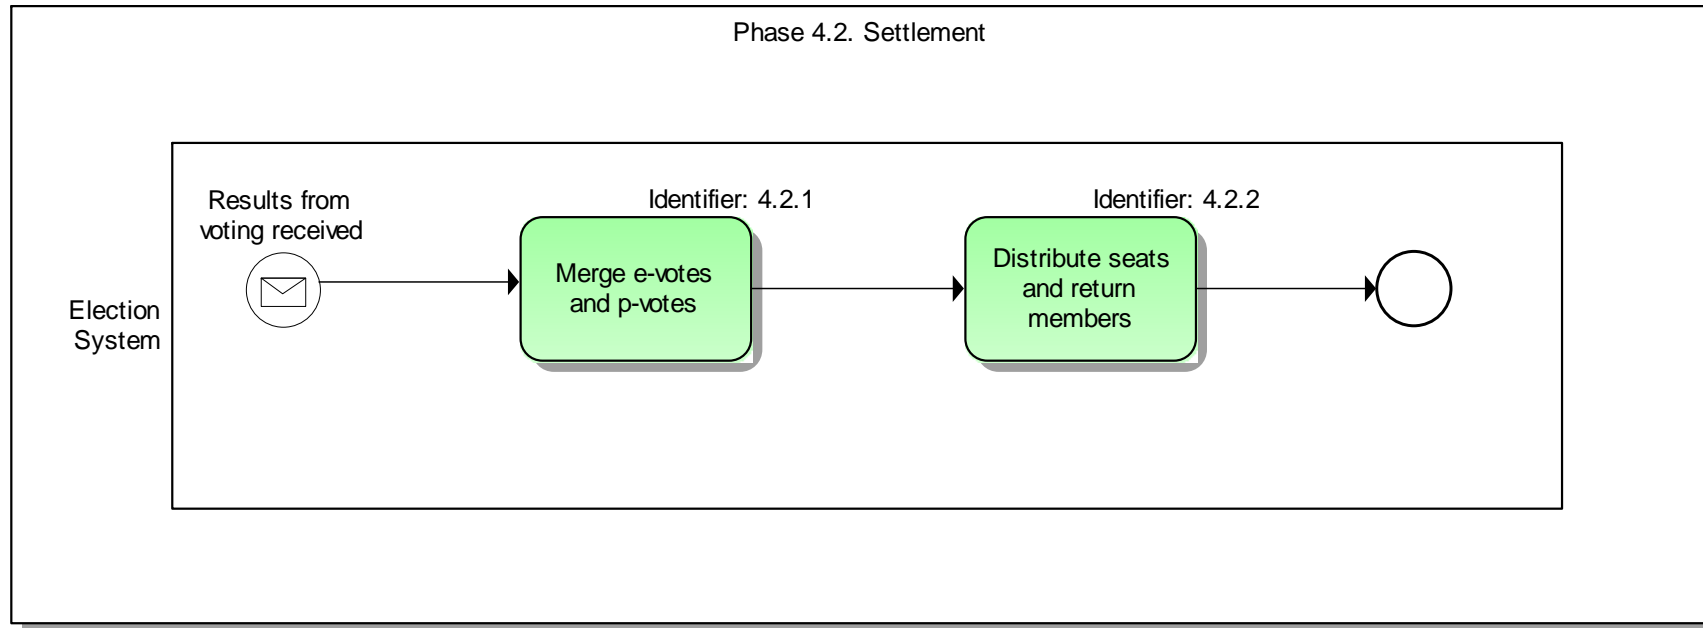 Phase 4.2. Settlement
Results from
voting received
Identifier: 4.2.1
Identifier: 4.2.2
Merge e-votes
and p-votes
Distribute seats
and return
members
Election
System